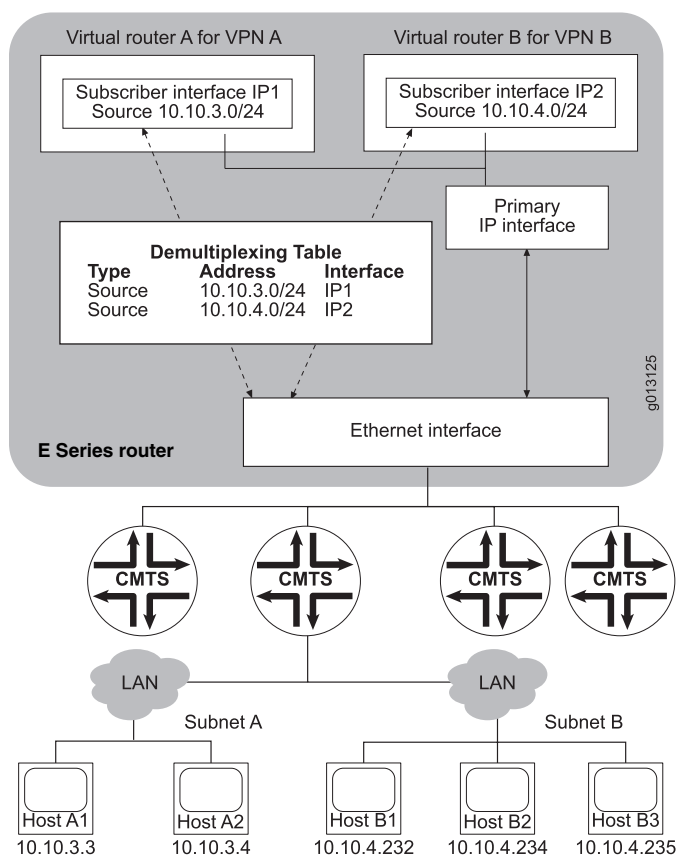 Virtual router A for VPN A
Virtual router B for VPN B
Subscriber interface IP1
Source 10.10.3.0/24
Subscriber interface IP2
Source 10.10.4.0/24
Primary
IP interface
Demultiplexing Table
Type Address Interface
Source 10.10.3.0/24 IP1
Source 10.10.4.0/24 IP2
g013125
Ethernet interface
E Series router
CMTS CMTS CMTS CMTS
LAN LAN
Subnet A Subnet B
Host A1 Host A2 Host B1 Host B2 Host B3
10.10.3.3 10.10.3.4 10.10.4.232 10.10.4.234 10.10.4.235